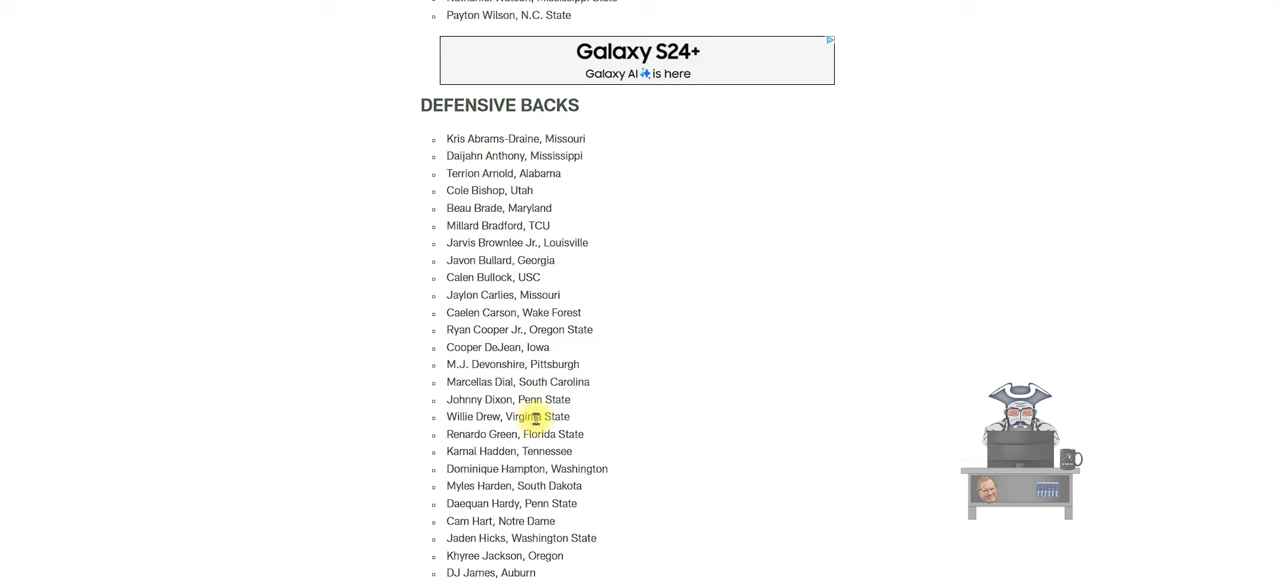 Payton Wilson, N.C. State
Galaxy S24+
Galaxy AI is here
DEFENSIVE BACKS
Kris Abrams-Draine, Missouri
Daijahn Anthony, Mississippi
Terrion Arnold, Alabama
Cole Bishop, Utah
Beau Brade, Maryland
Millard Bradford, TCU
Jarvis Brownlee Jr., Louisville
Javon Bullard, Georgia
Calen Bullock, USC
Jaylon Carlies, Missouri
Caelen Carson, Wake Forest
Ryan Cooper Jr., Oregon State
Cooper DeJean, Iowa
M.J. Devonshire, Pittsburgh
Marcellas Dial, South Carolina
Johnny Dixon, Penn State
Willie Drew, Virginia State
Renardo Green, Florida State
Kamal Hadden, Tennessee
Dominique Hampton, Washington
Myles Harden, South Dakota
Daequan Hardy, Penn State
Cam Hart, Notre Dame
Jaden Hicks, Washington State
Khyree Jackson, Oregon
DJ James, Auburn